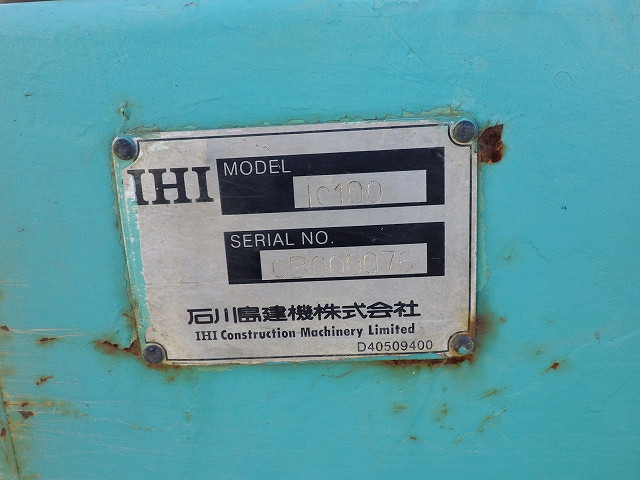 IHI
MODEL
IC100
SERIAL NO.
石川島建機株式会社
IHI Construction Machinery Limited
D40509400